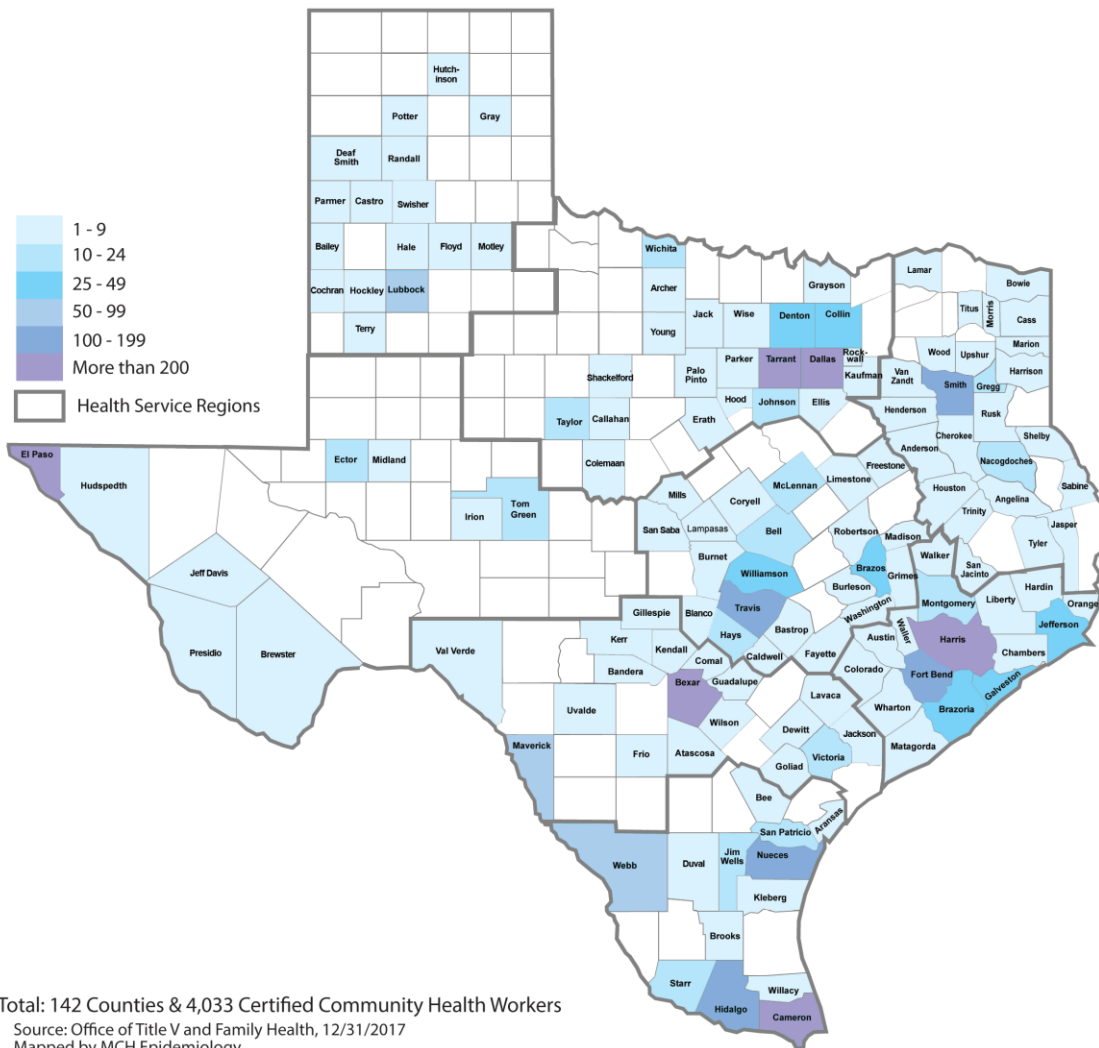 Hutch-
inson
Potter
Gray
Deaf
Smith
Randall
Parmer
Castro
Swisher
Bailey
Hale
Floyd
Motley
Cochran
Hockley
Lubbock
Terry
1 - 9
10 - 24
25 - 49
50 - 99
100 - 199
More than 200
Health Service Regions
Wichita
Archer
Young
Jack
Wise
Denton
Collin
Grayson
Palo
Pinto
Parker
Tarrant
Dallas
Rock-
wall
Kaufman
Hood
Johnson
Ellis
Erath
Shackelford
Taylor
Callahan
Colemaan
Lamar
Bowie
Titus
Morris
Cass
Marion
Wood
Upshur
Harrison
Van
Zandt
Smith
Gregg
Henderson
Rusk
Cherokee
Anderson
Shelby
Nacogdoches
Houston
Angelina
Sabine
Trinity
Jasper
Tyler
San
Jacinto
El Paso
Hudspedth
Jeff Davis
Presidio
Brewster
Ector
Midland
Irion
Tom
Green
Mills
San Saba
Lampasas
Coryell
McLennan
Limestone
Freestone
Bell
Burnet
Robertson
Madison
Williamson
Brazos
Grimes
Burleson
Washington
Travis
Blanco
Hays
Bastrop
Caldwell
Fayette
Walker
Montgomery
Liberty
Hardin
Orange
Jefferson
Austin
Waller
Harris
Chambers
Colorado
Fort Bend
Galveston
Wharton
Brazoria
Matagorda
Val Verde
Gillespie
Kerr
Kendall
Bandera
Comal
Guadalupe
Bexar
Uvalde
Wilson
Lavaca
Maverick
Frio
Atascosa
Dewitt
Jackson
Goliad
Victoria
Bee
San Patricio
Aransas
Webb
Duval
Jim
Wells
Nueces
Kleberg
Brooks
Starr
Hidalgo
Willacy
Cameron
Total: 142 Counties & 4,033 Certified Community Health Workers
Source: Office of Title V and Family Health, 12/31/2017
Mapped by MCH Epidemiology